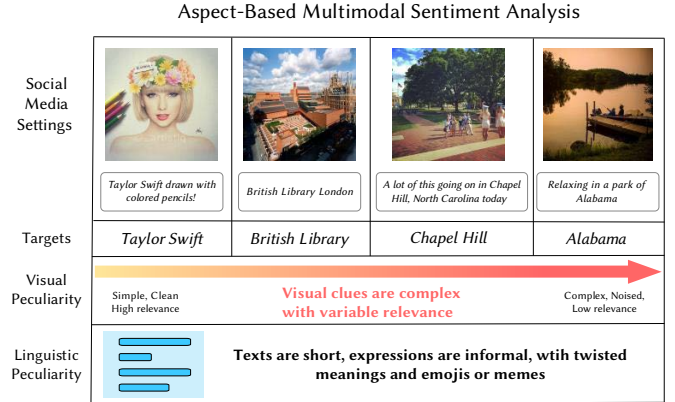 Aspect-Based Multimodal Sentiment Analysis
Social
Media
Settings
Taylor Swift drawn with
colored pencils!
British Library London
A lot of this going on in Chapel
Hill, North Carolina today
Relaxing in a park of
Alabama
Targets
Taylor Swift
British Library
Chapel Hill
Alabama
Visual
Peculiarity
Simple, Clean
High relevance
Visual clues are complex
with variable relevance
Complex, Noised,
Low relevance
Linguistic
Peculiarity
Texts are short, expressions are informal, wtih twisted
meanings and emojis or memes